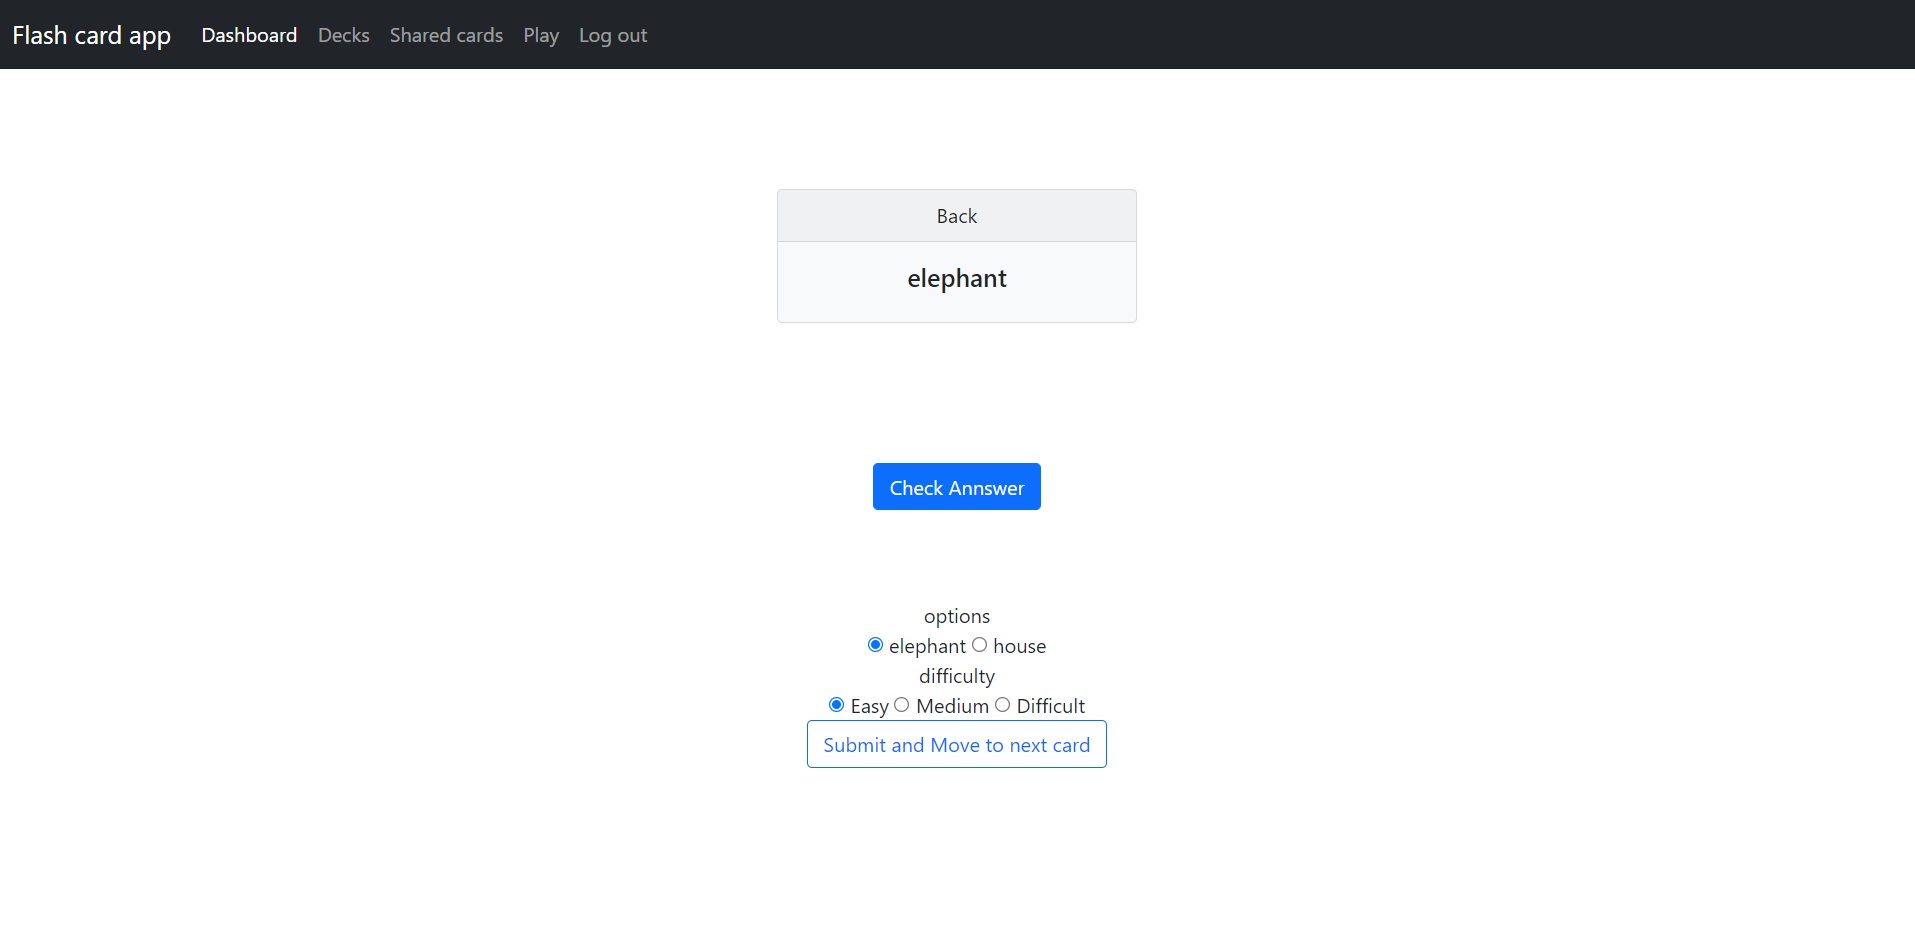 Flash card app Dashboard Decks Shared cards Play Log out
Back
elephant
Check Annswer
options
elephant house
difficulty
Easy Medium Difficult
Submit and Move to next card